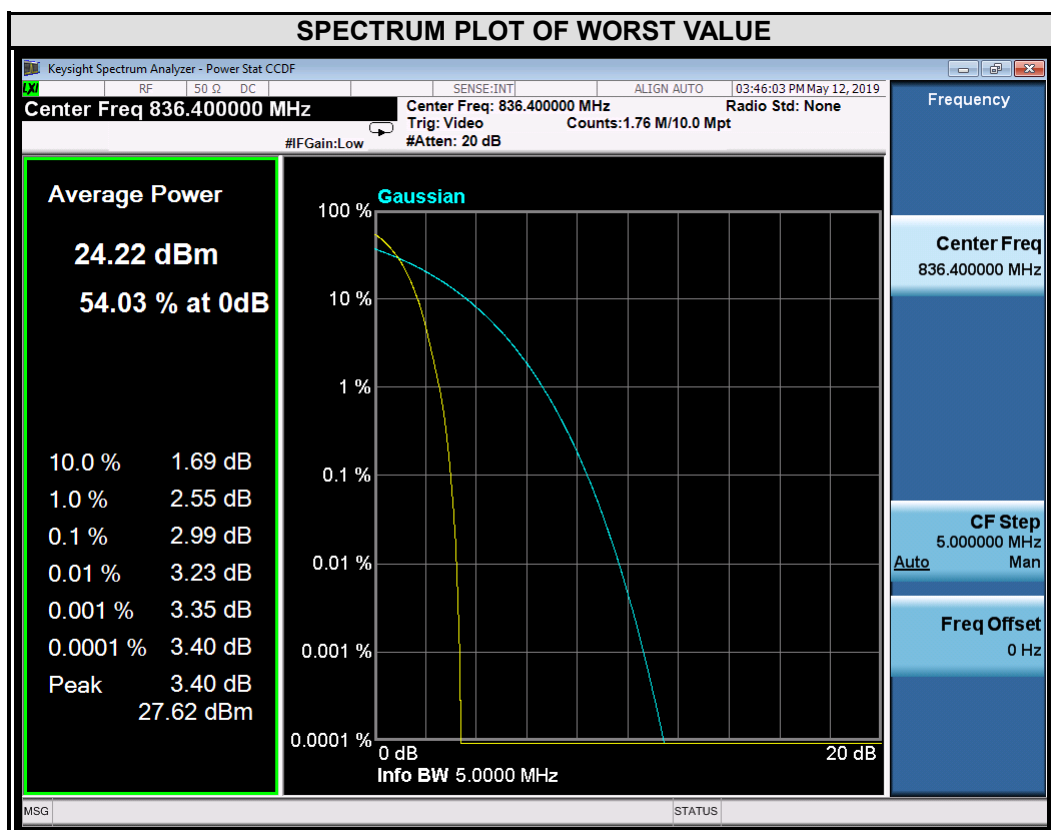 SPECTRUM PLOT OF WORST VALUE
Keysight Spectrum Analyzer - Power Stat CCDF
LXI RF 50 Ω DC SENSE:INT ALIGN AUTO 03:46:03 PM May 12, 2019
Center Freq 836.400000 MHz
Center Freq: 836.400000 MHz Radio Std: None
Trig: Video Counts:1.76 M/10.0 Mpt
#IFGain:Low #Atten: 20 dB
Frequency
Average Power
24.22 dBm
54.03 % at 0dB
10.0 % 1.69 dB
1.0 % 2.55 dB
0.1 % 2.99 dB
0.01 % 3.23 dB
0.001 % 3.35 dB
0.0001 % 3.40 dB
Peak 3.40 dB
27.62 dBm
Gaussian
100 %
10 %
1 %
0.1 %
0.01 %
0.001 %
0.0001 %
0 dB 20 dB
Info BW 5.0000 MHz
Center Freq
836.400000 MHz
CF Step
5.000000 MHz
Auto Man
Freq Offset
0 Hz
MSG STATUS